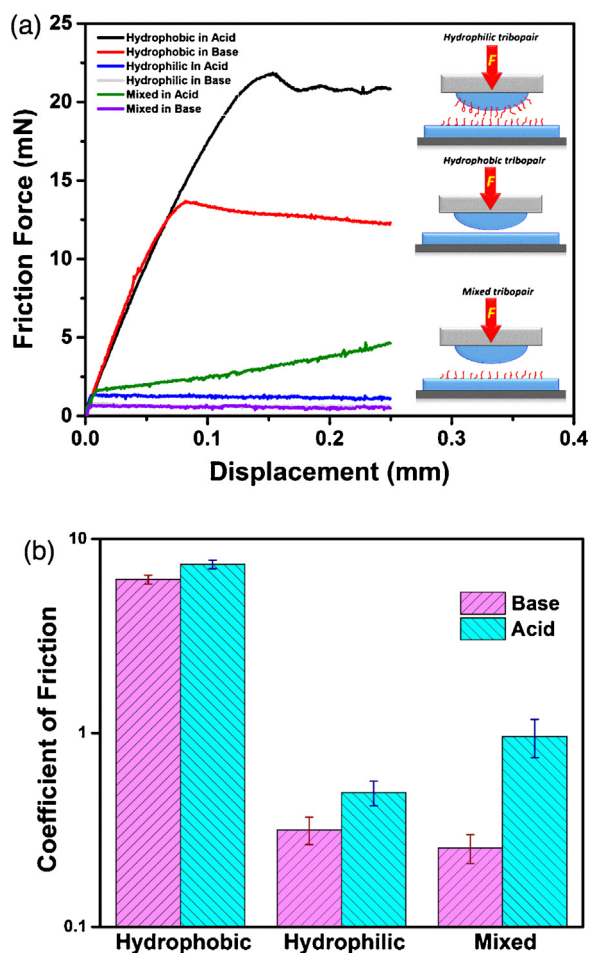 (a)
Hydrophobic in Acid
Hydrophobic in Base
Hydrophilic in Acid
Hydrophilic in Base
Mixed in Acid
Mixed in Base
Hydrophilic tribopair
F
Hydrophobic tribopair
F
Mixed tribopair
F
25
20
15
10
5
0
Friction Force (mN)
0.0 0.1 0.2 0.3 0.4
Displacement (mm)
(b)
10
1
0.1
Coefficient of Friction
Base
Acid
Hydrophobic Hydrophilic Mixed